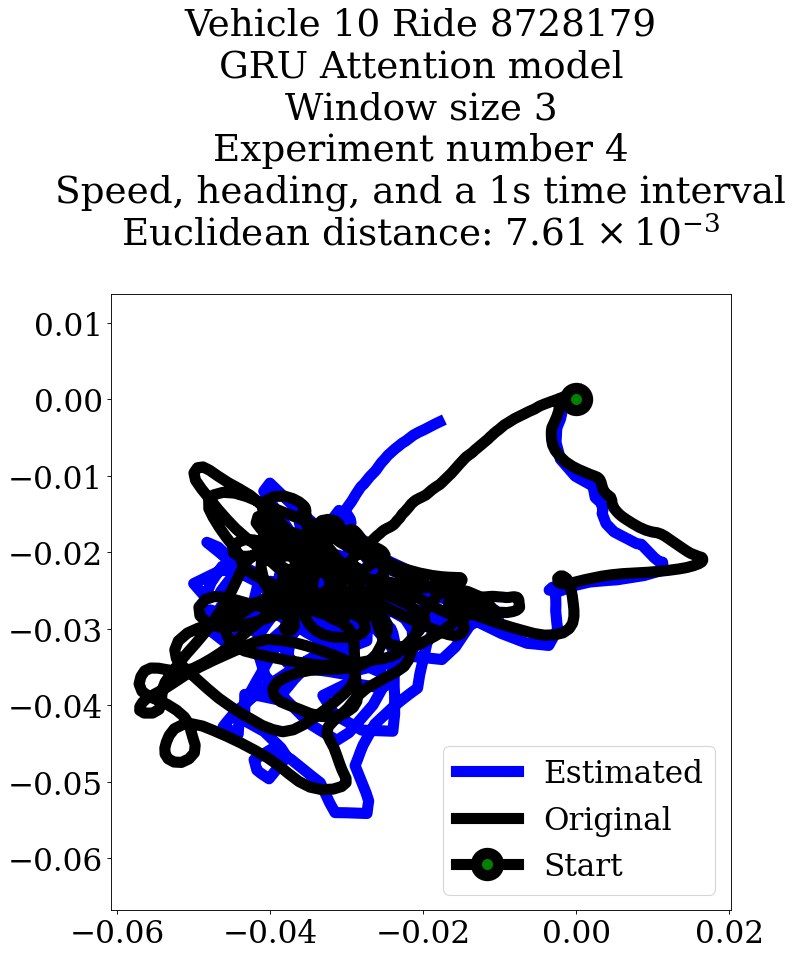 Vehicle 10 Ride 8728179
GRU Attention model
Window size 3
Experiment number 4
Speed, heading, and a 1s time interval
Euclidean distance: 7.61 × 10⁻³
0.01
0.00
−0.01
−0.02
−0.03
−0.04
−0.05
−0.06
Estimated
Original
Start
−0.06 −0.04 −0.02 0.00 0.02